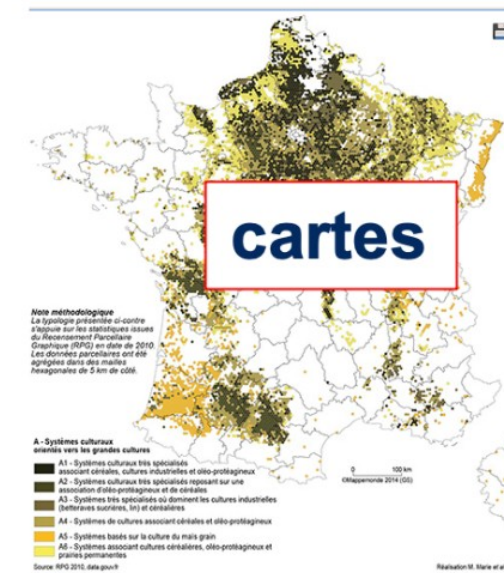 cartes
Note méthodologique
La typologie présentée ci-contre
s'appuie sur les statistiques issues
du Recensement Parcellaire
Graphique (RPG) en date de 2010.
Les données parcellaires ont été
agrégées dans des mailles
hexagonales de 5 km de côté.
A - Systèmes culturaux
orientés vers les grandes cultures
A1 - Systèmes culturaux très spécialisés
associant céréales, cultures industrielles et oléo-protéagineux
A2 - Systèmes culturaux très spécialisés reposant sur une
association d'oléo-protéagineux et de céréales
A3 - Systèmes très spécialisés où dominent les cultures industrielles
(betteraves sucrières, lin) et céréalières
A4 - Systèmes de cultures associant céréales et oléo-protéagineux
A5 - Systèmes basés sur la culture du maïs grain
A6 - Systèmes associant cultures céréalières, oléo-protéagineux et
prairies permanentes
0 100 km
©Mappemonde 2014 (GS)
Source: RPG 2010, data.gouv.fr
Réalisation M. Marie et al